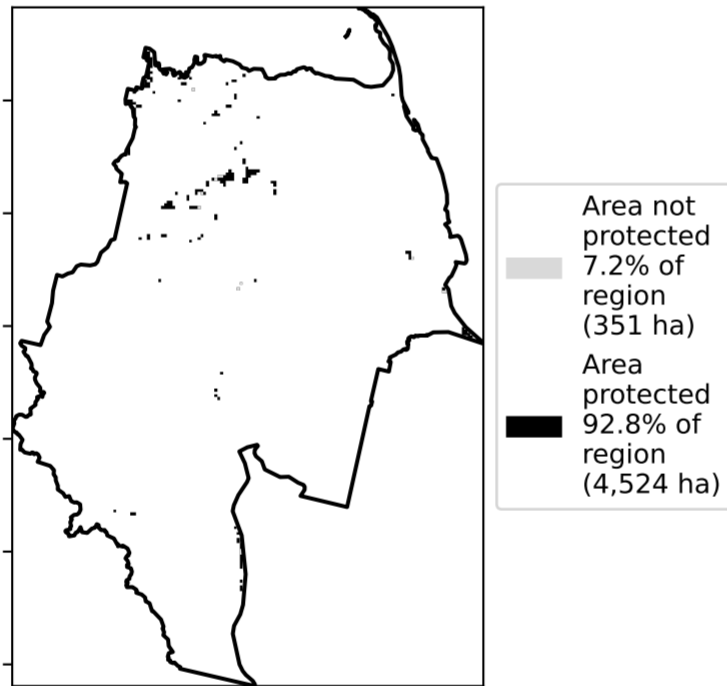 Area not
protected
7.2% of
region
(351 ha)
Area
protected
92.8% of
region
(4,524 ha)